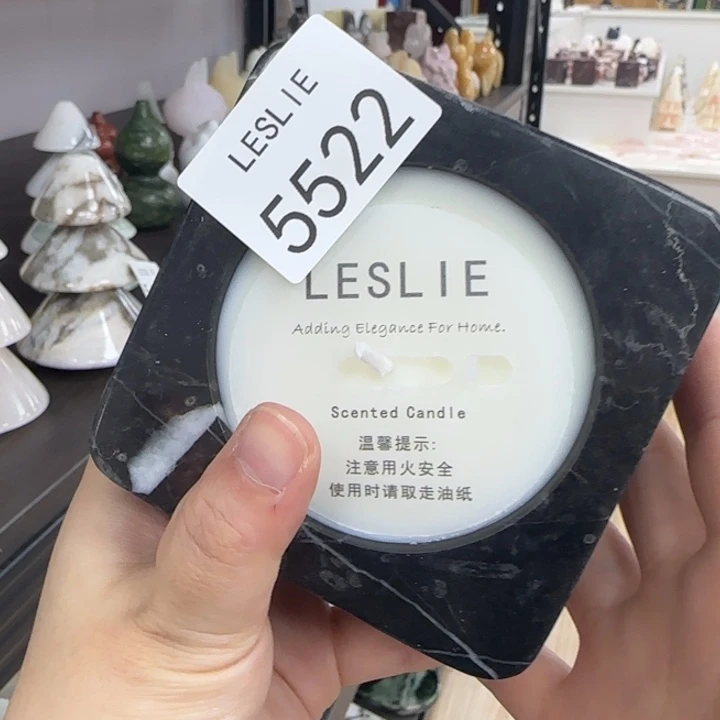 LESLIE
5522
LESLIE
Adding Elegance For Home.
Scented Candle
温馨提示:
注意用火安全
使用时请取走油纸